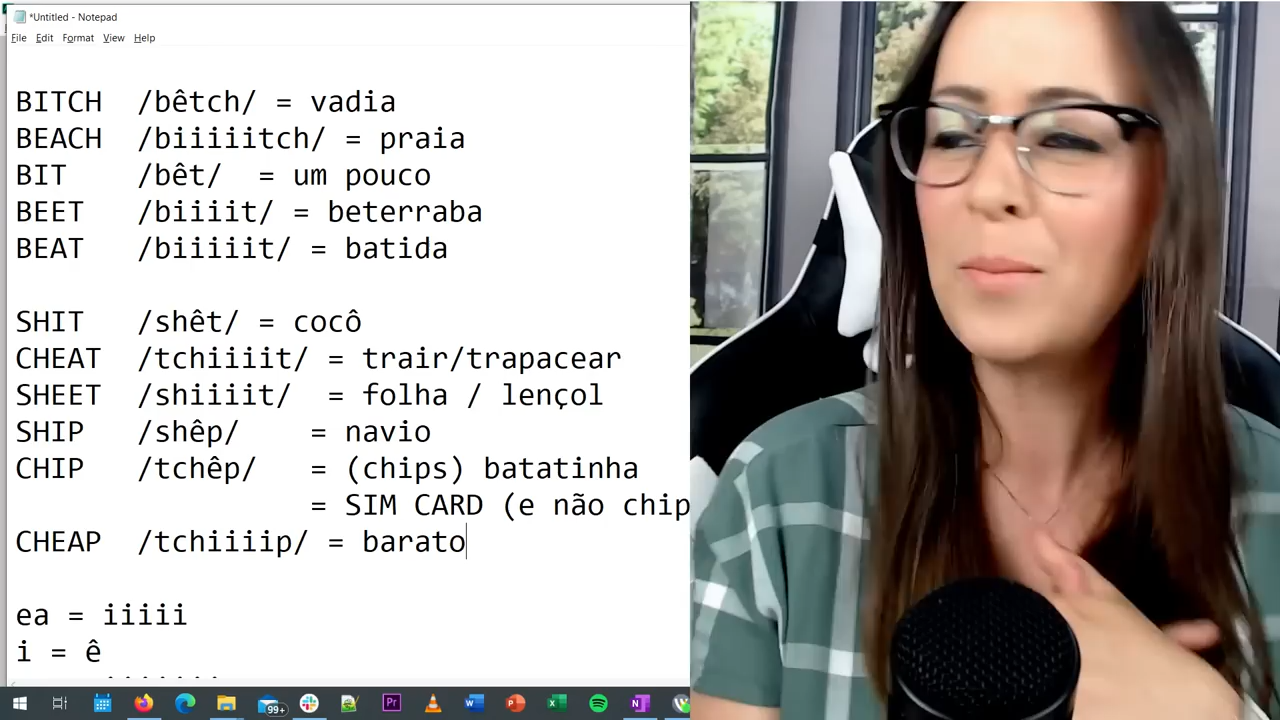 *Untitled - Notepad
File Edit Format View Help
BITCH /bêtch/ = vadia
BEACH /biiiiitch/ = praia
BIT /bêt/ = um pouco
BEET /biiiit/ = beterraba
BEAT /biiiiit/ = batida
SHIT /shêt/ = cocô
CHEAT /tchiiiit/ = trair/trapacear
SHEET /shiiiit/ = folha / lençol
SHIP /shêp/ = navio
CHIP /tchêp/ = (chips) batatinha
= SIM CARD (e não chip
CHEAP /tchiiiip/ = barato
ea = iiiii
i = ê
99+